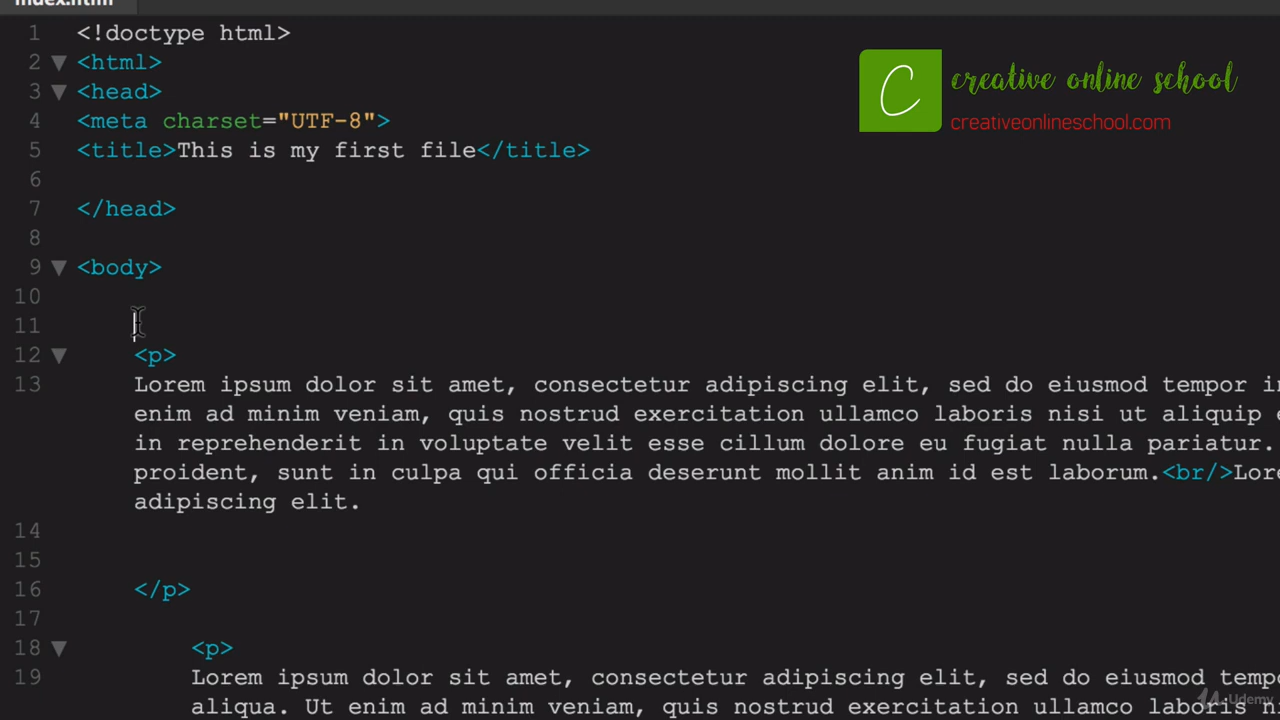 index.html
1 <!doctype html>
2 ▼ <html>
3 ▼ <head>
4 <meta charset="UTF-8">
5 <title>This is my first file</title>
6
7 </head>
8
9 ▼ <body>
10
11
12 ▼ <p>
13 Lorem ipsum dolor sit amet, consectetur adipiscing elit, sed do eiusmod tempor in
enim ad minim veniam, quis nostrud exercitation ullamco laboris nisi ut aliquip
in reprehenderit in voluptate velit esse cillum dolore eu fugiat nulla pariatur.
proident, sunt in culpa qui officia deserunt mollit anim id est laborum.<br/>Lore
adipiscing elit.
14
15
16 </p>
17
18 ▼ <p>
19 Lorem ipsum dolor sit amet, consectetur adipiscing elit, sed do eiusmod tempo
aliqua. Ut enim ad minim veniam, quis nostrud exercitation ullamco laboris ni
C
creative online school
creativeonlineschool.com
Udemy